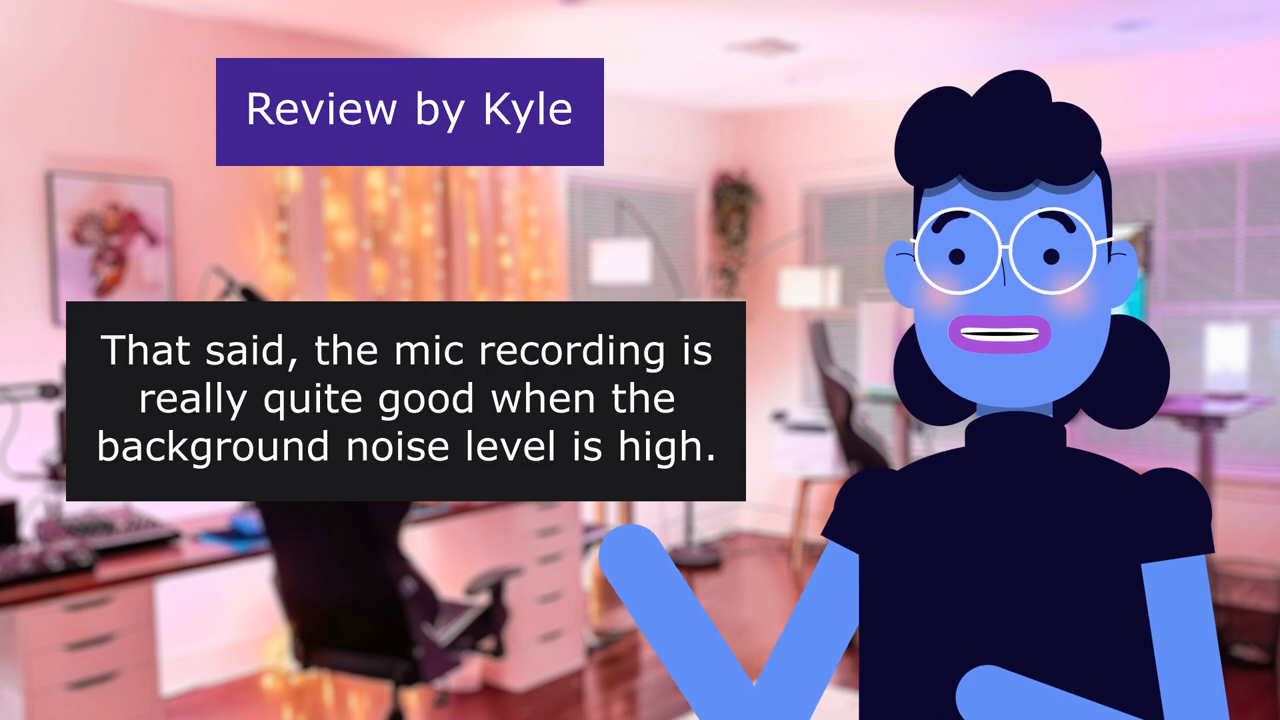 Review by Kyle
That said, the mic recording is
really quite good when the
background noise level is high.